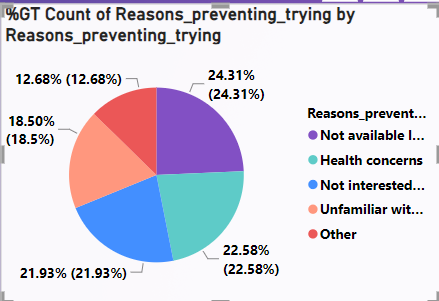 %GT Count of Reasons_preventing_trying by
Reasons_preventing_trying
12.68% (12.68%)
24.31%
(24.31%)
18.50%
(18.5%)
Reasons_prevent...
Not available l...
Health concerns
Not interested...
Unfamiliar wit...
Other
22.58%
(22.58%)
21.93% (21.93%)